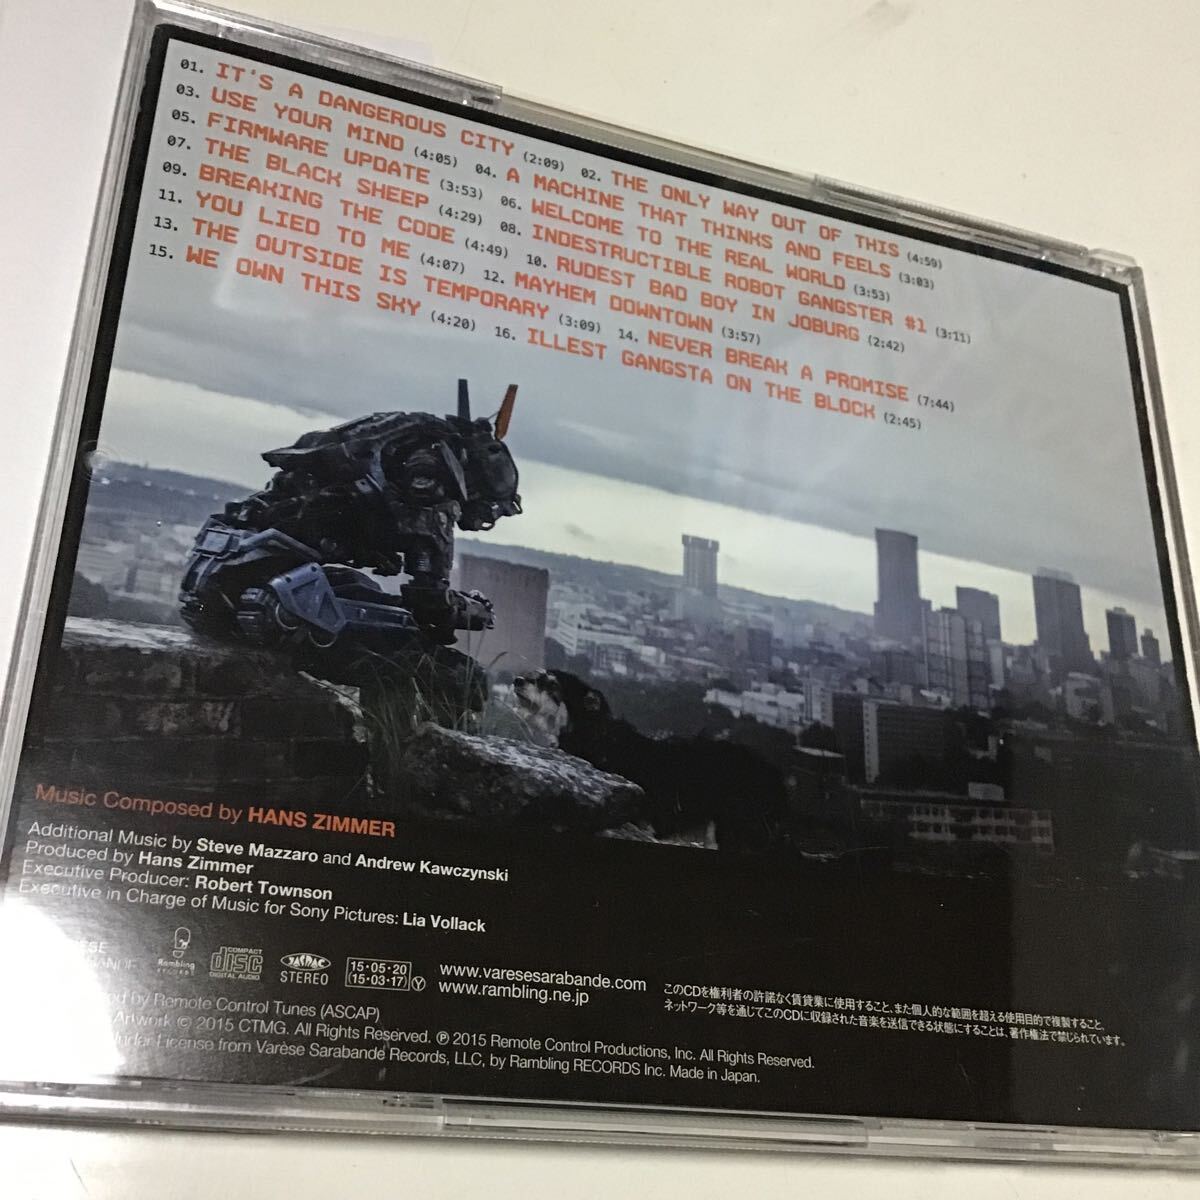 01. IT'S A DANGEROUS CITY (2:09) 02. THE ONLY WAY OUT OF THIS (4:59)
03. USE YOUR MIND (4:05) 04. A MACHINE THAT THINKS AND FEELS (3:03)
05. FIRMWARE UPDATE (3:53) 06. WELCOME TO THE REAL WORLD (3:53)
07. THE BLACK SHEEP (4:29) 08. INDESTRUCTIBLE ROBOT GANGSTER #1 (3:11)
09. BREAKING THE CODE (4:49) 10. RUDEST BAD BOY IN JOBURG (2:42)
11. YOU LIED TO ME (4:07) 12. MAYHEM DOWNTOWN (3:57)
13. THE OUTSIDE IS TEMPORARY (3:09) 14. NEVER BREAK A PROMISE (7:44)
15. WE OWN THIS SKY (4:20) 16. ILLEST GANGSTA ON THE BLOCK (2:45)
Music Composed by HANS ZIMMER
Additional Music by Steve Mazzaro and Andrew Kawczynski
Produced by Hans Zimmer
Executive Producer: Robert Townson
Executive in Charge of Music for Sony Pictures: Lia Vollack
Rambling
RECORDS
COMPACT
disc
DIGITAL AUDIO
JASRAC
STEREO
15・05・20
(15・03・17) Y
www.varesesarabande.com
www.rambling.ne.jp
このCDを権利者の許諾なく賃貸業に使用すること、また個人的な範囲を超える使用目的で複製すること、
ネットワーク等を通じてこのCDに収録された音楽を送信できる状態にすることは、著作権法で禁じられています。
by Remote Control Tunes (ASCAP)
Artwork © 2015 CTMG. All Rights Reserved. ℗ 2015 Remote Control Productions, Inc. All Rights Reserved.
Under License from Varèse Sarabande Records, LLC, by Rambling RECORDS Inc. Made in Japan.